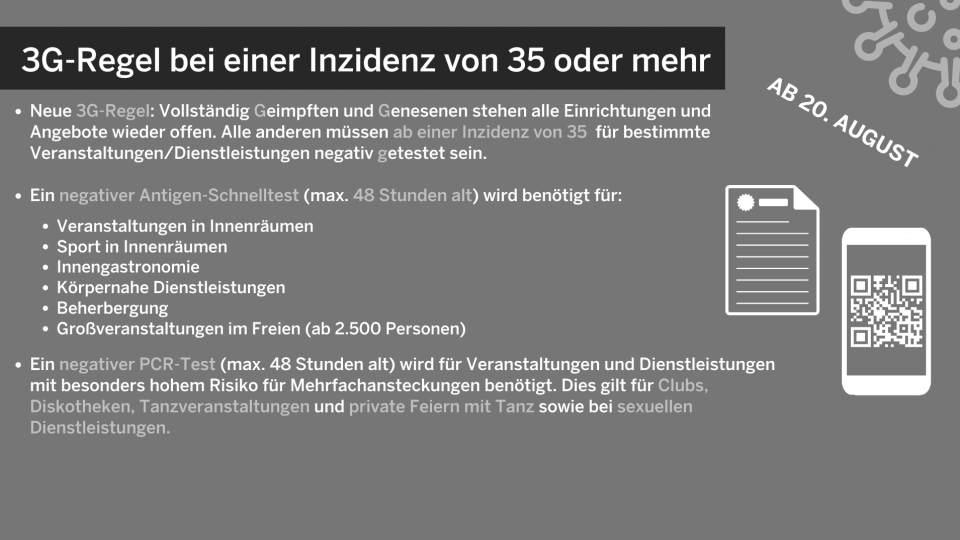 3G-Regel bei einer Inzidenz von 35 oder mehr
AB 20. AUGUST
• Neue 3G-Regel: Vollständig Geimpften und Genesenen stehen alle Einrichtungen und
Angebote wieder offen. Alle anderen müssen ab einer Inzidenz von 35 für bestimmte
Veranstaltungen/Dienstleistungen negativ getestet sein.
• Ein negativer Antigen-Schnelltest (max. 48 Stunden alt) wird benötigt für:
• Veranstaltungen in Innenräumen
• Sport in Innenräumen
• Innengastronomie
• Körpernahe Dienstleistungen
• Beherbergung
• Großveranstaltungen im Freien (ab 2.500 Personen)
• Ein negativer PCR-Test (max. 48 Stunden alt) wird für Veranstaltungen und Dienstleistungen
mit besonders hohem Risiko für Mehrfachansteckungen benötigt. Dies gilt für Clubs,
Diskotheken, Tanzveranstaltungen und private Feiern mit Tanz sowie bei sexuellen
Dienstleistungen.